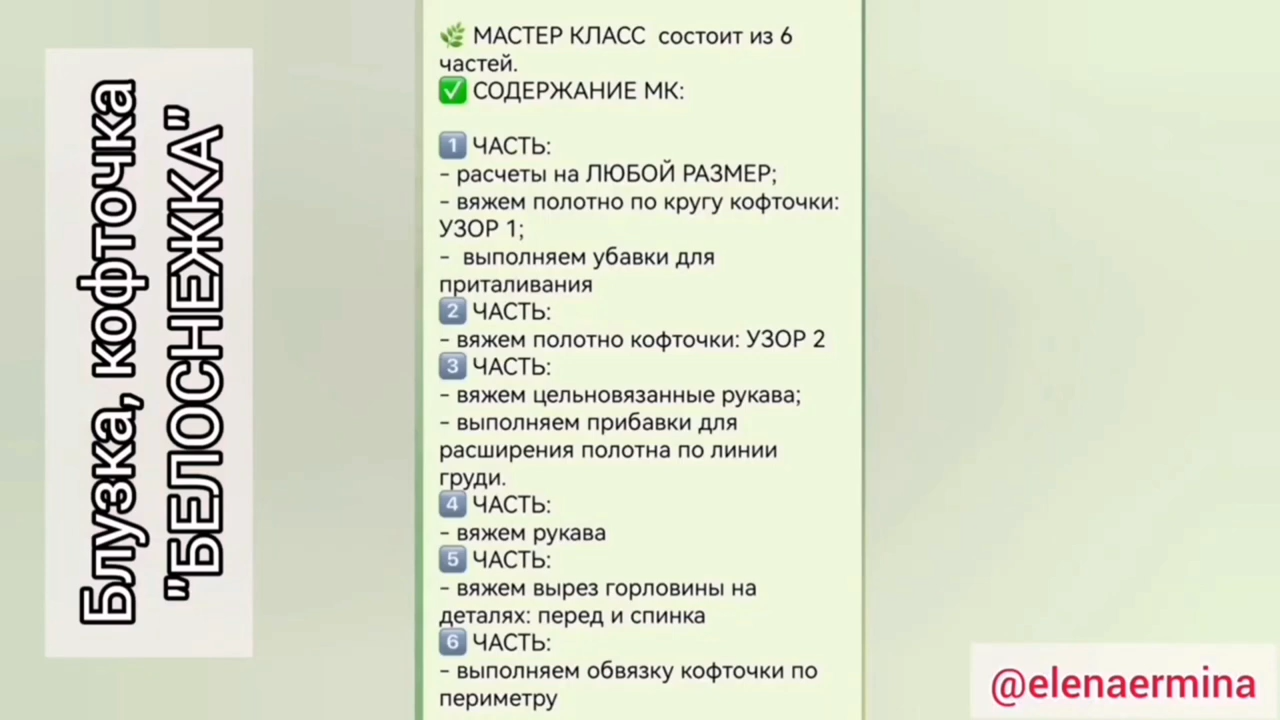 Блузка, кофточка
"БЕЛОСНЕЖКА"
🌿 МАСТЕР КЛАСС состоит из 6
частей.
✅ СОДЕРЖАНИЕ МК:
1️⃣ ЧАСТЬ:
- расчеты на ЛЮБОЙ РАЗМЕР;
- вяжем полотно по кругу кофточки:
УЗОР 1;
- выполняем убавки для
приталивания
2️⃣ ЧАСТЬ:
- вяжем полотно кофточки: УЗОР 2
3️⃣ ЧАСТЬ:
- вяжем цельновязанные рукава;
- выполняем прибавки для
расширения полотна по линии
груди.
4️⃣ ЧАСТЬ:
- вяжем рукава
5️⃣ ЧАСТЬ:
- вяжем вырез горловины на
деталях: перед и спинка
6️⃣ ЧАСТЬ:
- выполняем обвязку кофточки по
периметру
@elenaermina